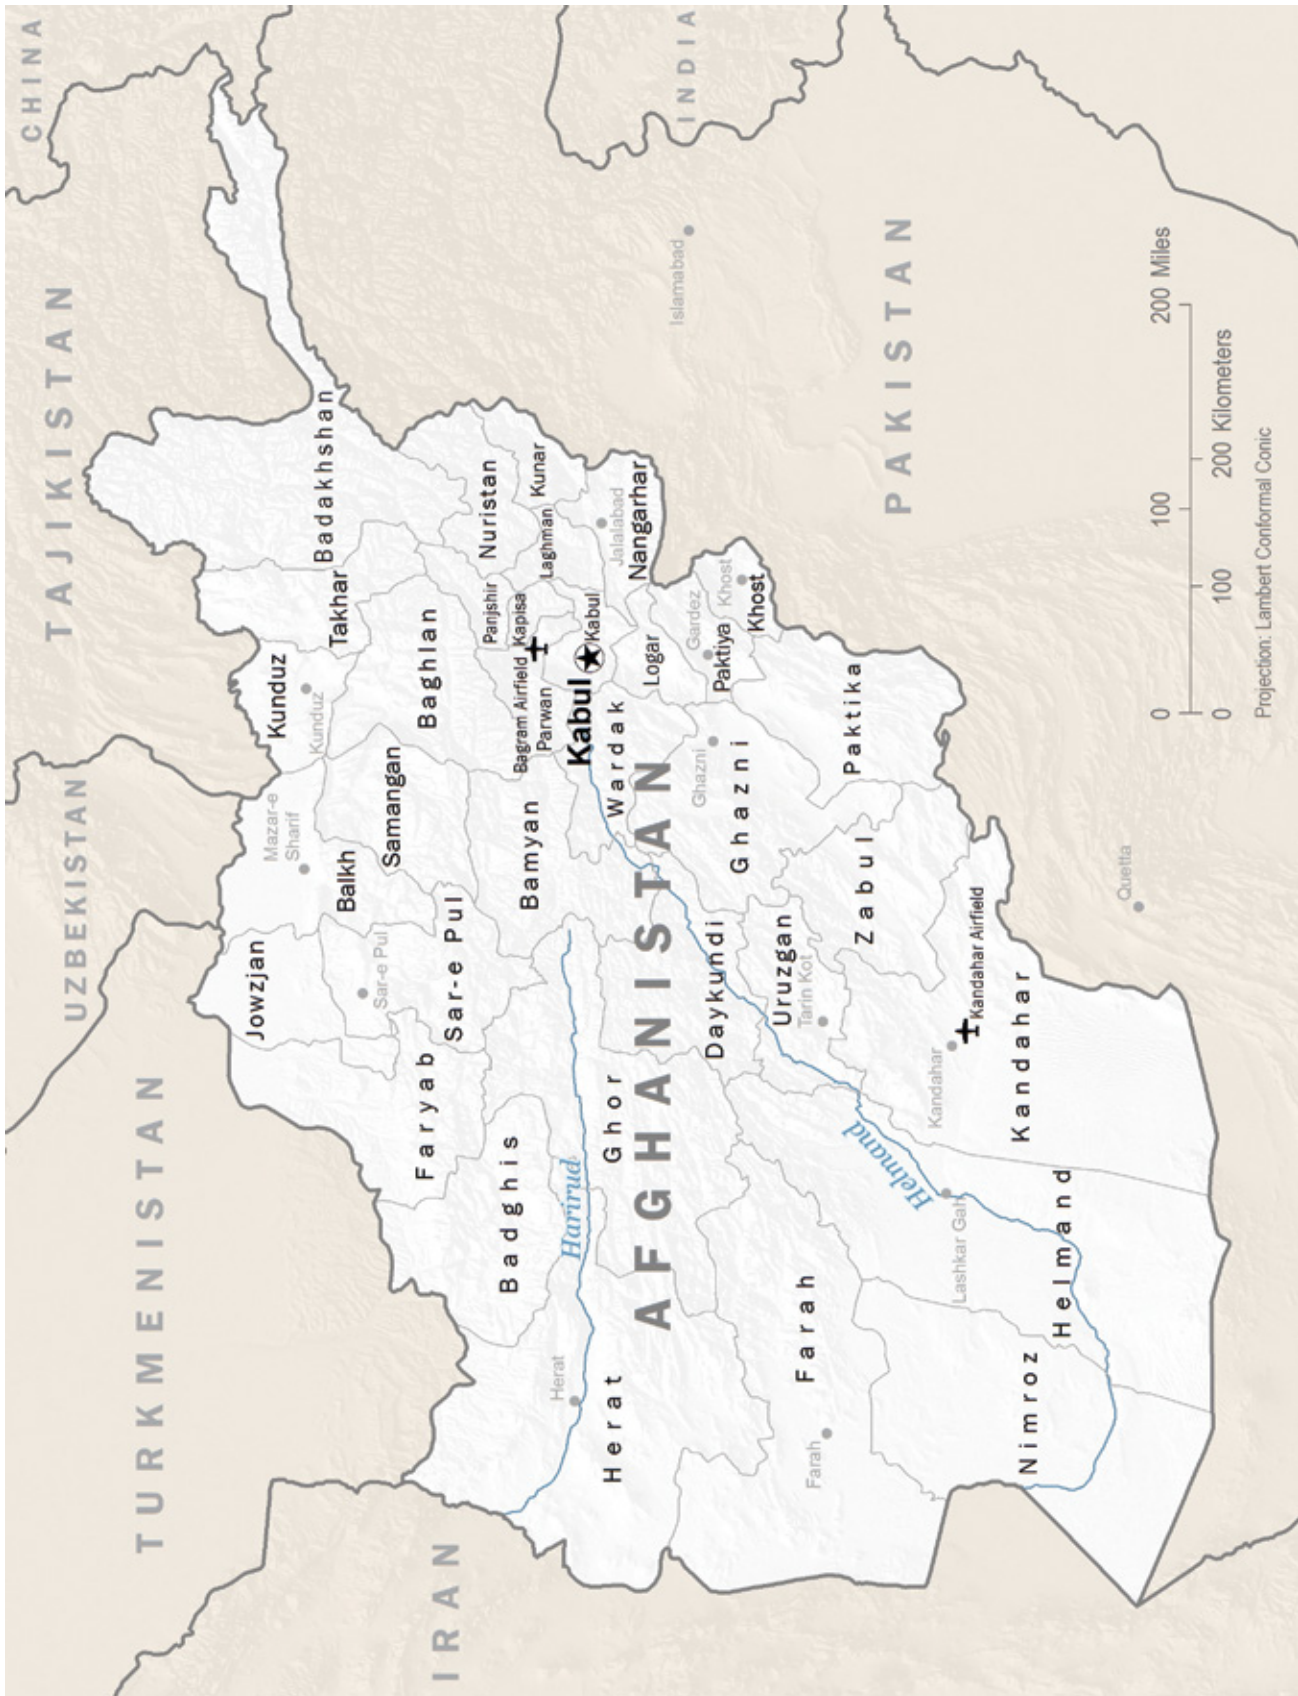 CHINA
TAJIKISTAN
UZBEKISTAN
TURKMENISTAN
IRAN
INDIA
PAKISTAN
AFGHANISTAN
Badakhshan
Takhar
Kunduz
Kunduz
Mazar-e
Sharif
Balkh
Jowzjan
Samangan
Baghlan
Sar-e Pul
Sar-e Pul
Faryab
Badghis
Nuristan
Kunar
Laghman
Panjshir
Kapisa
Bagram Airfield
Parwan
Bamyan
Kabul
Kabul
Jalalabad
Nangarhar
Wardak
Logar
Gardez
Khost
Khost
Paktiya
Islamabad
Harirud
Herat
Herat
Ghor
Ghazni
Ghazni
Daykundi
Uruzgan
Tarin Kot
Paktika
Zabul
Farah
Farah
Helmand
Kandahar
Kandahar Airfield
Kandahar
Lashkar Gah
Helmand
Nimroz
Quetta
0 100 200 Miles
0 100 200 Kilometers
Projection: Lambert Conformal Conic